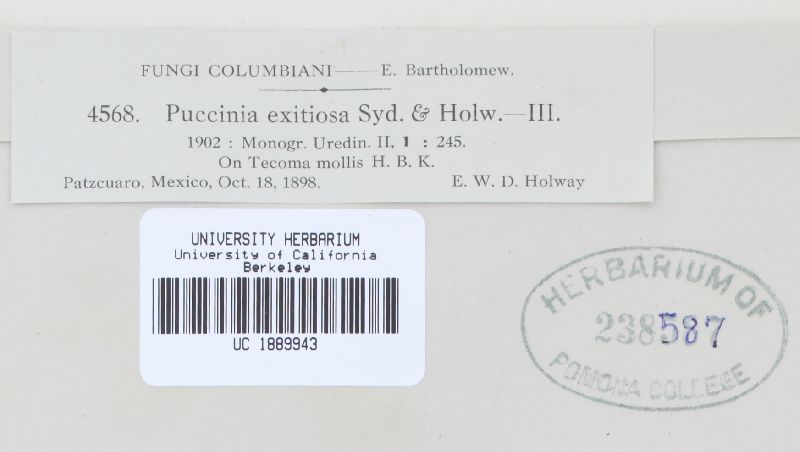 FUNGI COLUMBIANI—— E. Bartholomew.
4568. Puccinia exitiosa Syd. & Holw.—III.
1902 : Monogr. Uredin. II, 1 : 245.
On Tecoma mollis H. B. K.
Patzcuaro, Mexico, Oct. 18, 1898. E. W. D. Holway
UNIVERSITY HERBARIUM
University of California
Berkeley
UC 1889943
HERBARIUM OF
238587
POMONA COLLEGE